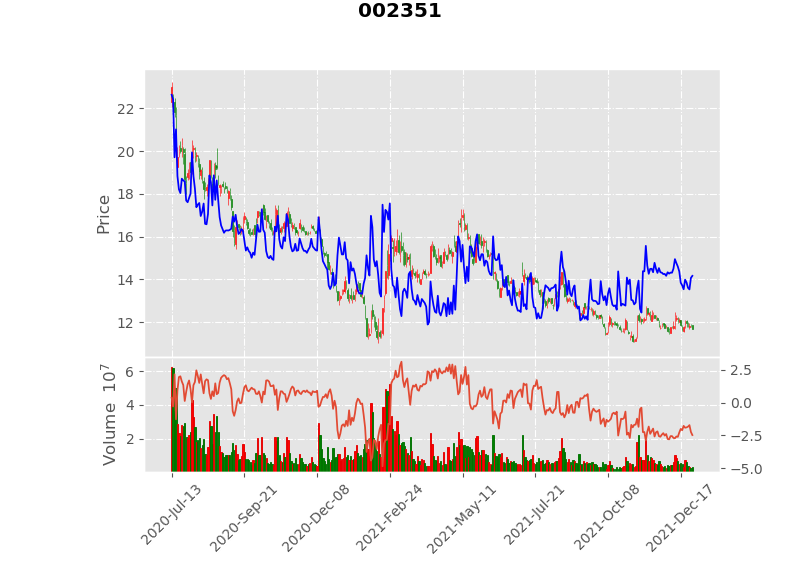 002351
Price
22
20
18
16
14
12
Volume 10^7
6
4
2
2.5
0.0
−2.5
−5.0
2020-Jul-13
2020-Sep-21
2020-Dec-08
2021-Feb-24
2021-May-11
2021-Jul-21
2021-Oct-08
2021-Dec-17